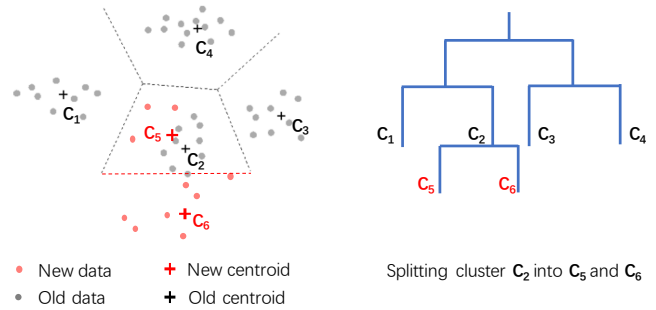 C4
C1
C5
C2
C3
C6
C1
C2
C3
C4
C5
C6
New data
New centroid
Old data
Old centroid
Splitting cluster C2 into C5 and C6